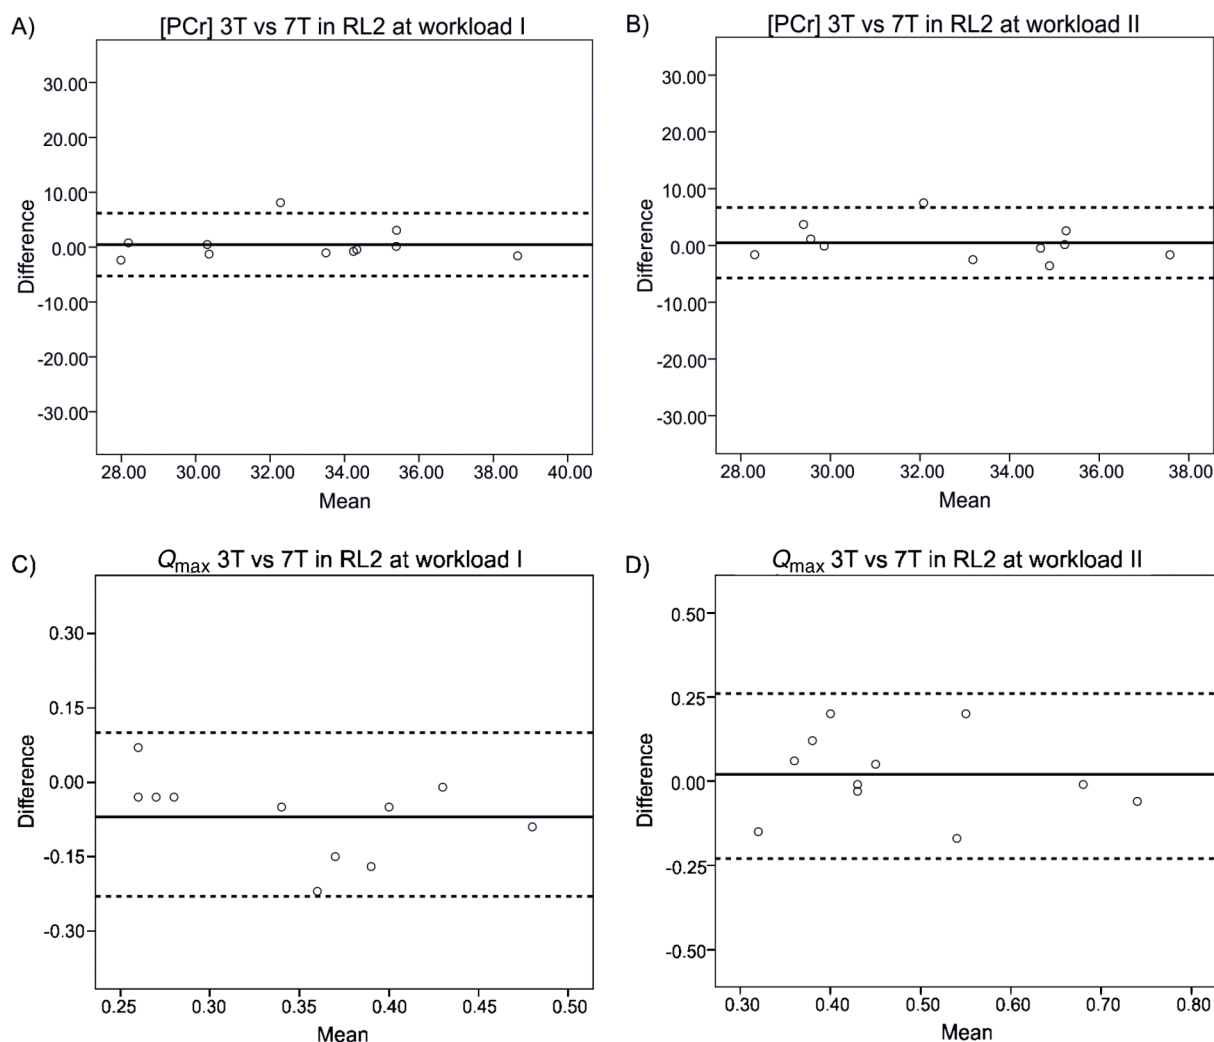 A)
[PCr] 3T vs 7T in RL2 at workload I
30.00
20.00
10.00
0.00
-10.00
-20.00
-30.00
Difference
28.00 30.00 32.00 34.00 36.00 38.00 40.00
Mean
B)
[PCr] 3T vs 7T in RL2 at workload II
30.00
20.00
10.00
0.00
-10.00
-20.00
-30.00
Difference
28.00 30.00 32.00 34.00 36.00 38.00
Mean
C)
Qmax 3T vs 7T in RL2 at workload I
0.30
0.15
0.00
-0.15
-0.30
Difference
0.25 0.30 0.35 0.40 0.45 0.50
Mean
D)
Qmax 3T vs 7T in RL2 at workload II
0.50
0.25
0.00
-0.25
-0.50
Difference
0.30 0.40 0.50 0.60 0.70 0.80
Mean